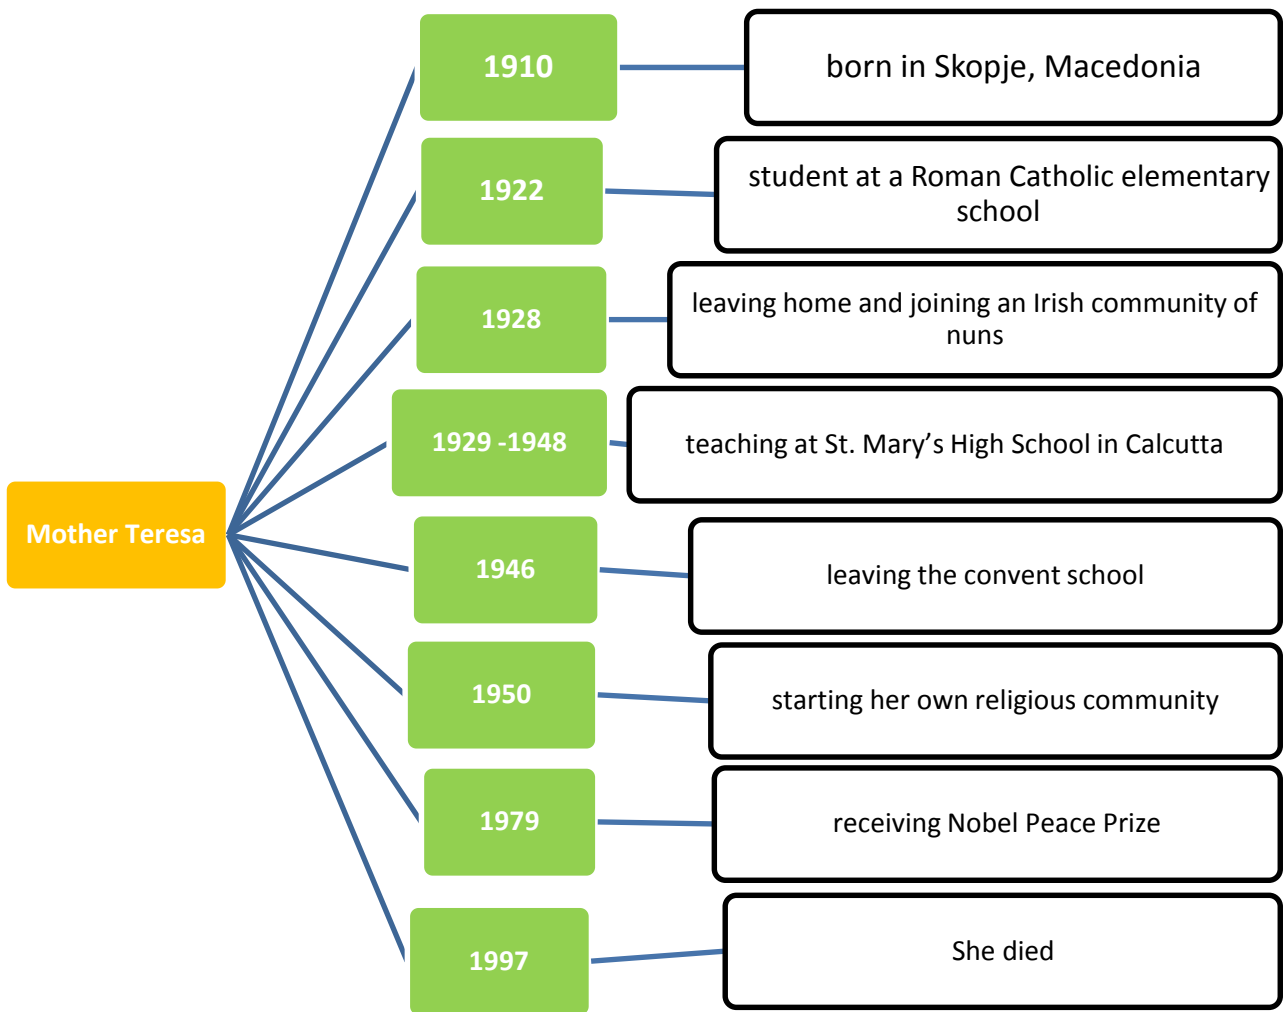 1910
born in Skopje, Macedonia
1922
student at a Roman Catholic elementary
school
1928
leaving home and joining an Irish community of
nuns
1929 -1948
teaching at St. Mary’s High School in Calcutta
Mother Teresa
1946
leaving the convent school
1950
starting her own religious community
1979
receiving Nobel Peace Prize
1997
She died